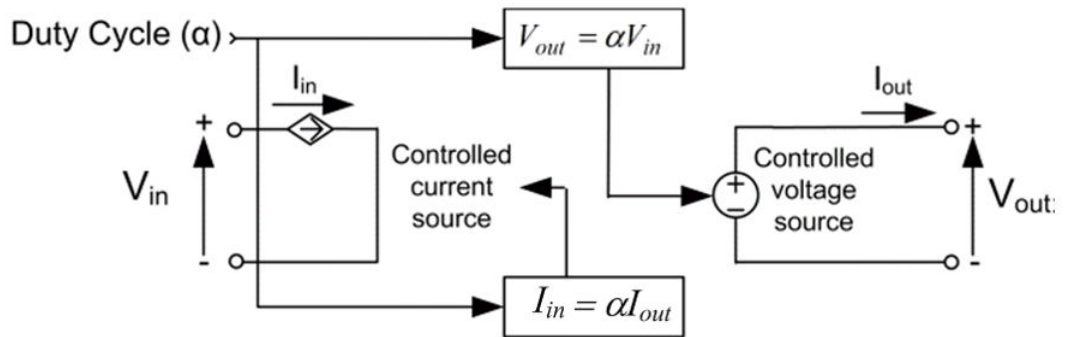 Duty Cycle (α)
V_out = αV_in
I_in
I_out
+
+
Controlled
current
source
Controlled
voltage
source
V_in
+
−
V_out:
-
-
I_in = αI_out